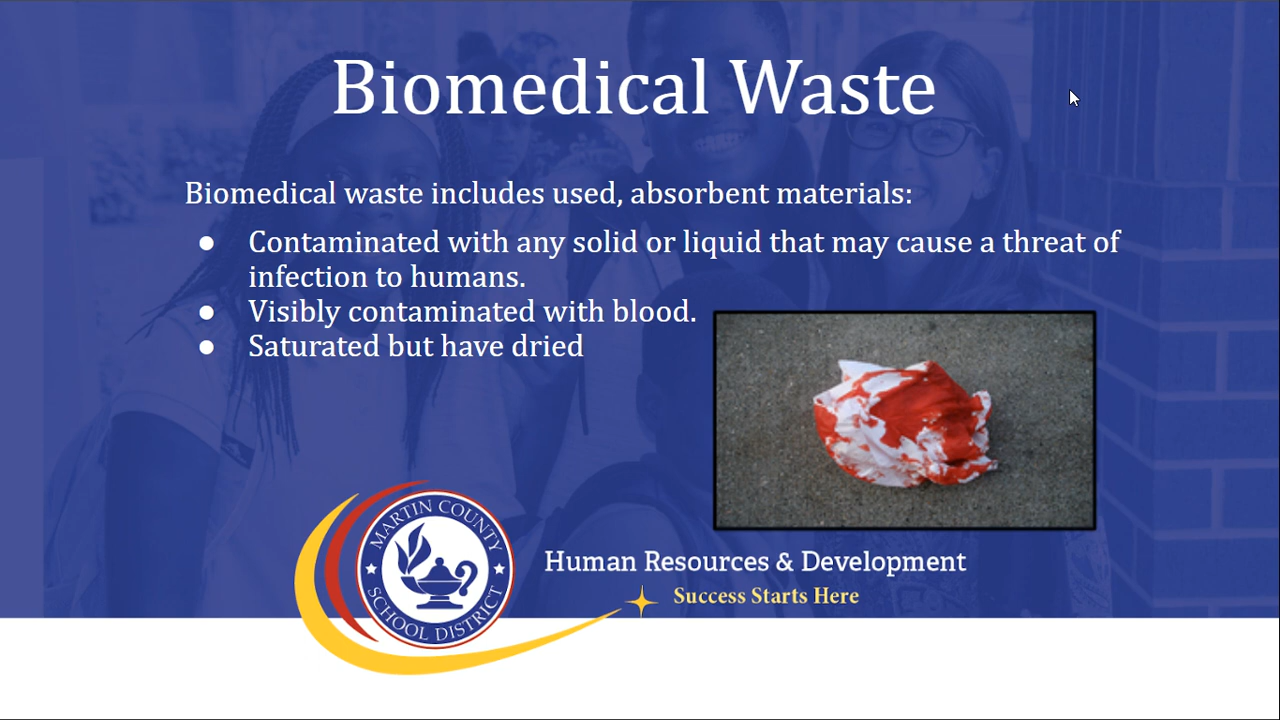 Biomedical Waste
Biomedical waste includes used, absorbent materials:
● Contaminated with any solid or liquid that may cause a threat of
infection to humans.
● Visibly contaminated with blood.
● Saturated but have dried
MARTIN COUNTY
SCHOOL DISTRICT
Human Resources & Development
Success Starts Here